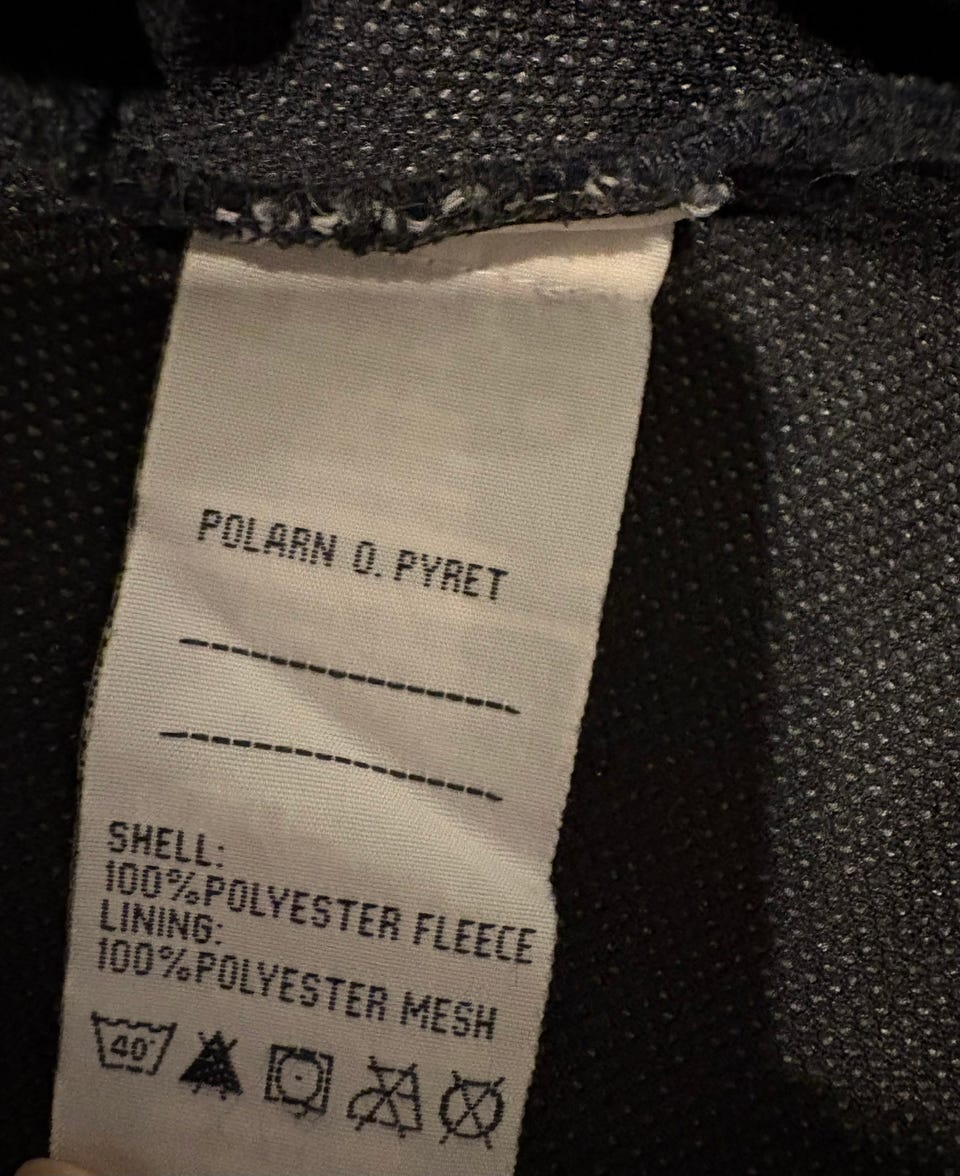 POLARN O. PYRET
SHELL:
100%POLYESTER FLEECE
LINING:
100%POLYESTER MESH
40°